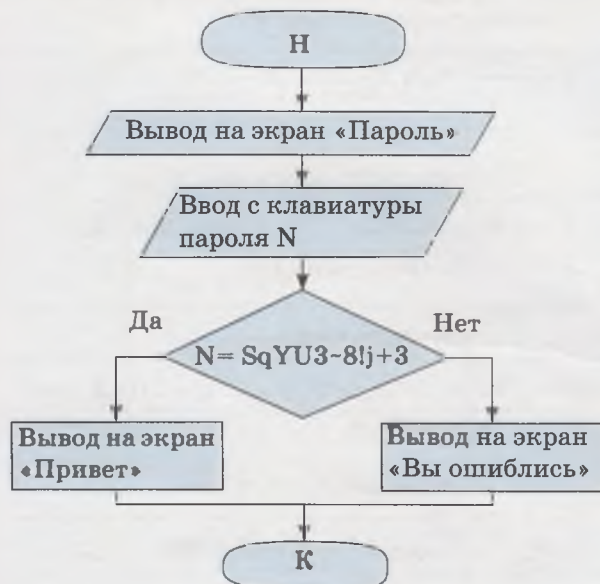 Н
Вывод на экран «Пароль»
Ввод с клавиатуры
пароля N
Да
Нет
N= SqYU3~8!j+3
Вывод на экран
«Привет»
Вывод на экран
«Вы ошиблись»
К